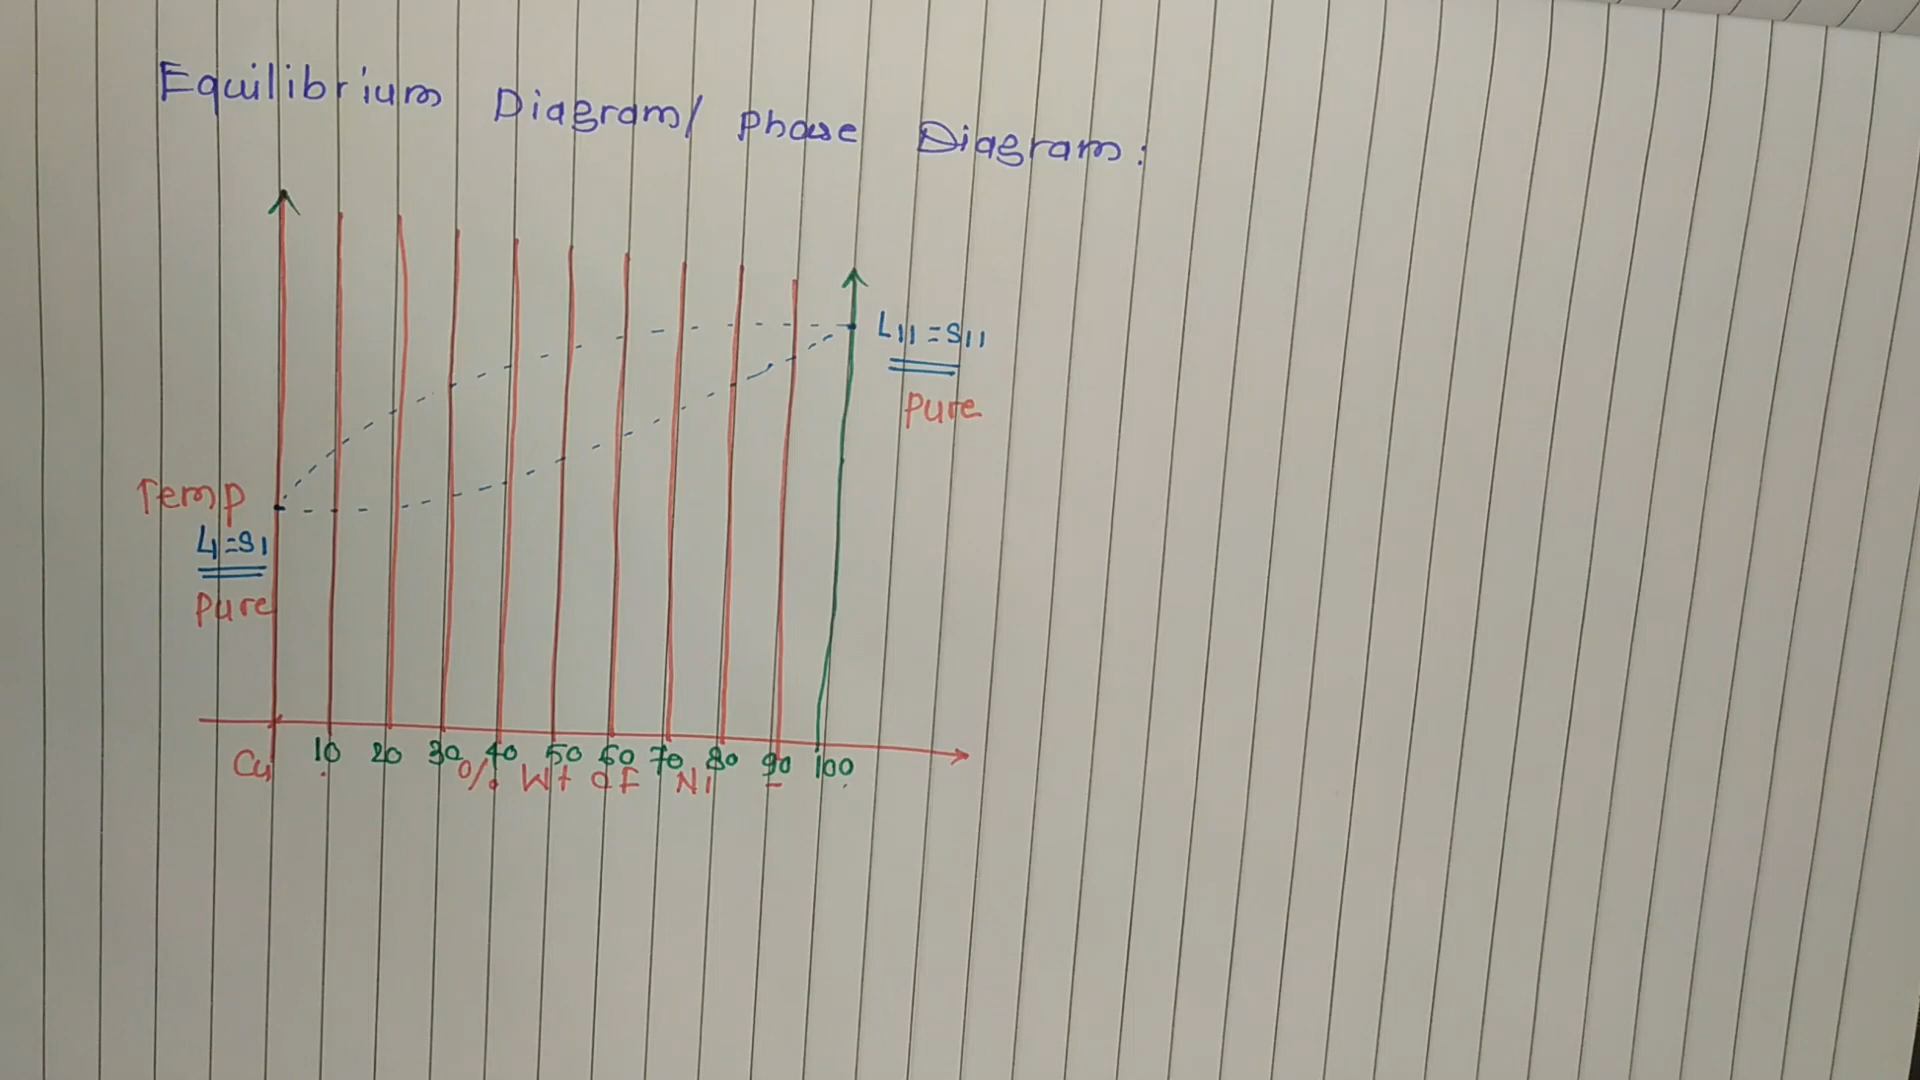 Equilibrium Diagram/ phase Diagram:
L11=S11
Pure
Temp
L1=S1
Pure
Cu 10 20 30 40 50 60 70 80 90 100
% Wt of Ni